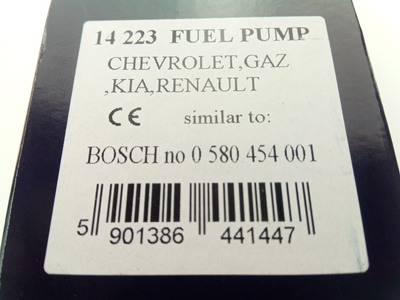 14 223 FUEL PUMP
CHEVROLET,GAZ
,KIA,RENAULT
CE similar to:
BOSCH no 0 580 454 001
5 901386 441447